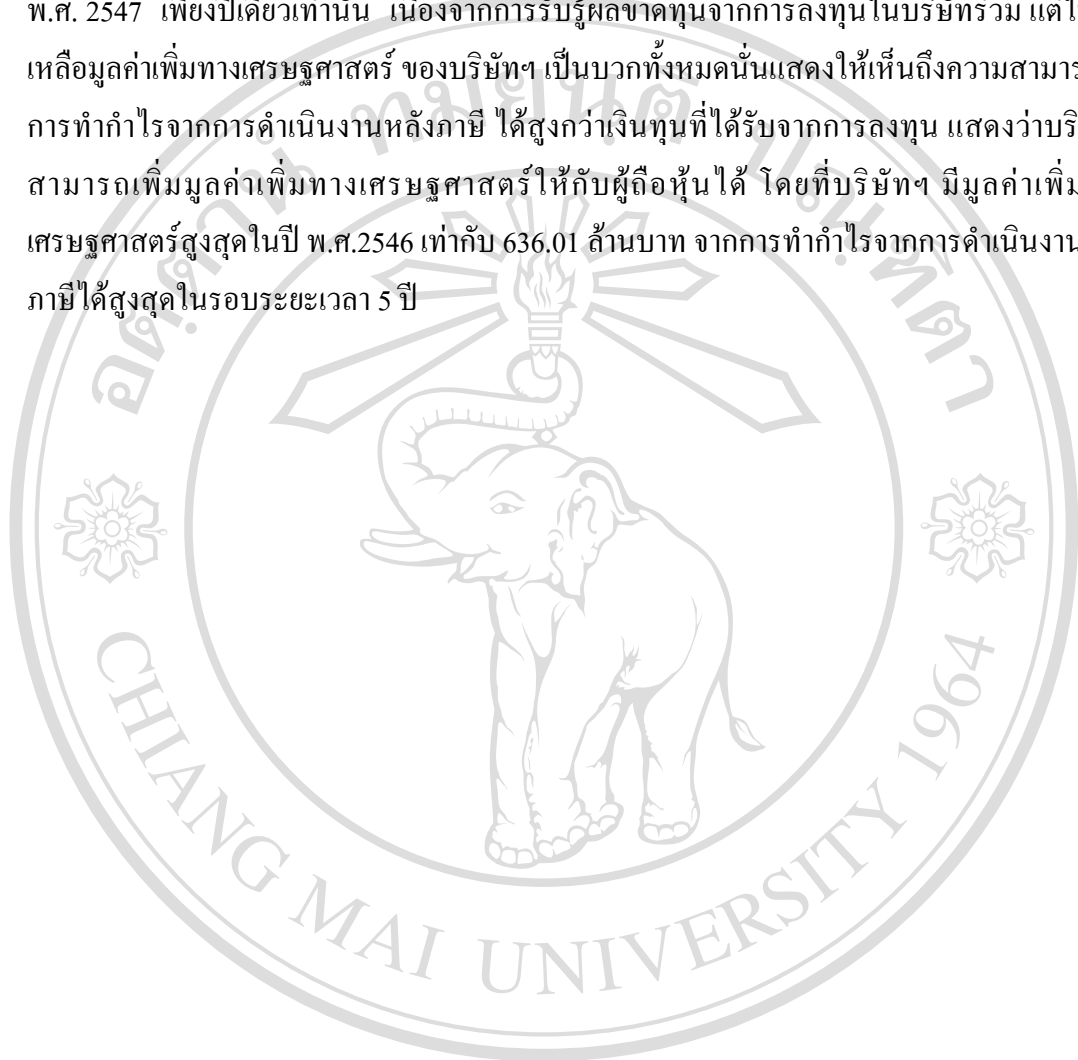 พ.ศ. 2547 เพียงปีเดียวเท่านั้น เนื่องจากการรับรู้ผลขาดทุนจากการลงทุนในบริษัทร่วม แต่
เหลือมูลค่าเพิ่มทางเศรษฐศาสตร์ ของบริษัทฯ เป็นบวกทั้งหมดนั่นแสดงให้เห็นถึงความสามาร
การทำกำไรจากการดำเนินงานหลังภาษี ได้สูงกว่าเงินทุนที่ได้รับจากการลงทุน แสดงว่าบริ
สามารถเพิ่มมูลค่าเพิ่มทางเศรษฐศาสตร์ให้กับผู้ถือหุ้นได้ โดยที่บริษัทฯ มีมูลค่าเพิ่ม
เศรษฐศาสตร์สูงสุดในปี พ.ศ.2546 เท่ากับ 636.01 ล้านบาท จากการทำกำไรจากการดำเนินงาน
ภาษีได้สูงสุดในรอบระยะเวลา 5 ปี
อตฺตานํ ทมยนฺติ ปณฺฑิตา
CHIANG MAI UNIVERSITY 1964